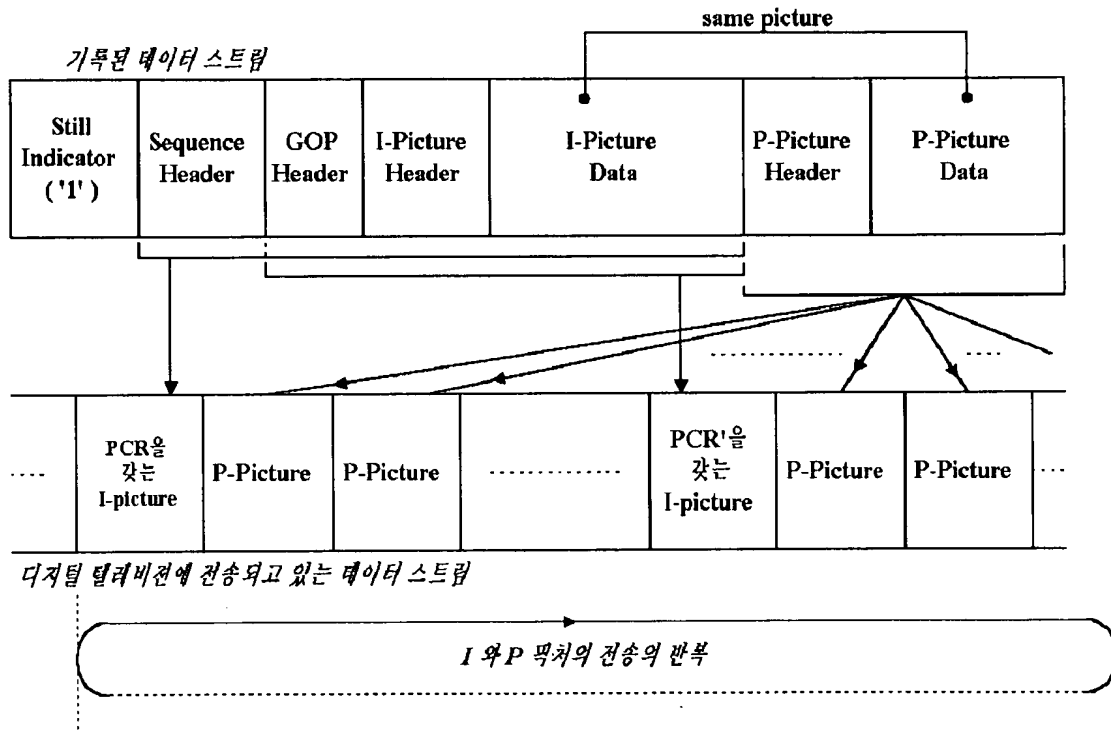 same picture
기록된 데이터 스트림
Still
Indicator
('1')
Sequence
Header
GOP
Header
I-Picture
Header
I-Picture
Data
P-Picture
Header
P-Picture
Data
PCR을
갖는
I-picture
P-Picture
P-Picture
PCR'을
갖는
I-picture
P-Picture
P-Picture
디지털 텔레비전에 전송되고 있는 데이터 스트림
I 와 P 픽처의 전송의 반복